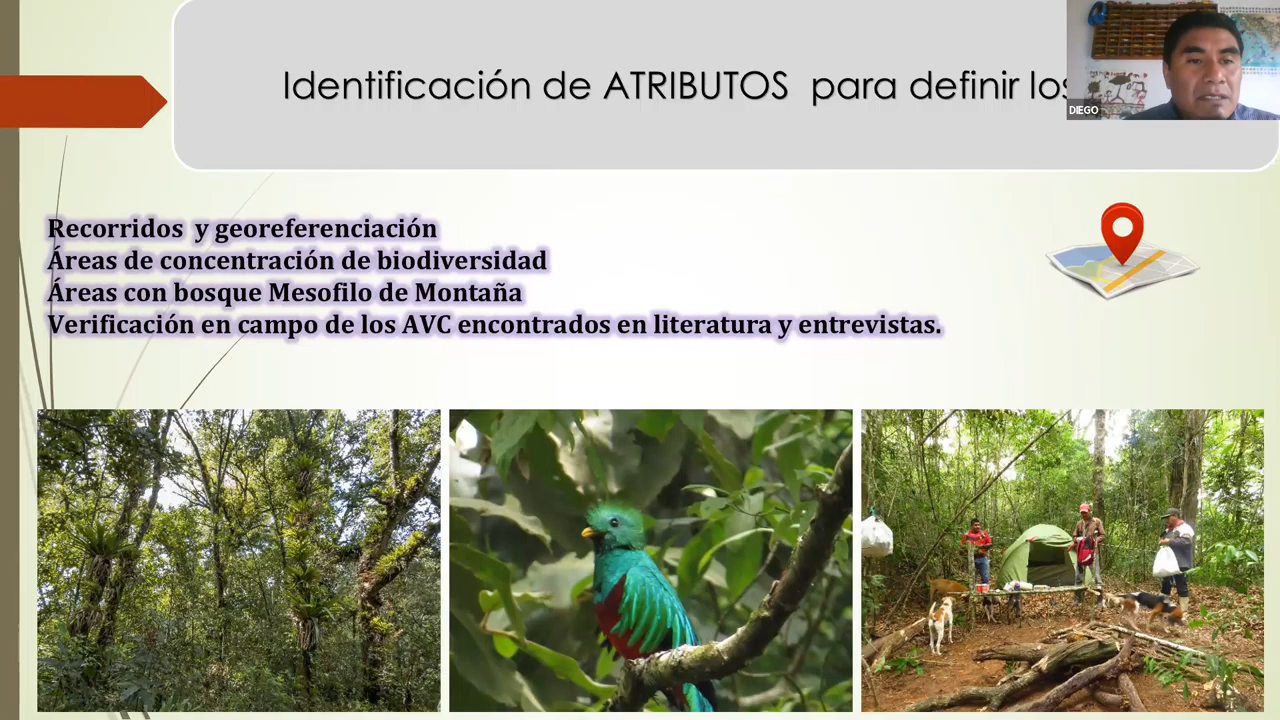 Identificación de ATRIBUTOS para definir los
DIEGO
Recorridos y georeferenciación
Áreas de concentración de biodiversidad
Áreas con bosque Mesofilo de Montaña
Verificación en campo de los AVC encontrados en literatura y entrevistas.